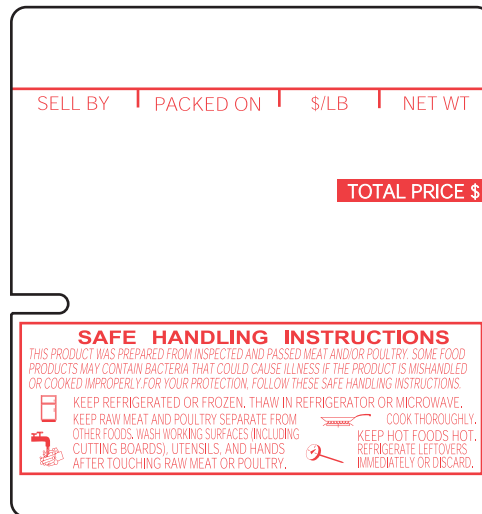 SELL BY PACKED ON $/LB NET WT
TOTAL PRICE $
SAFE HANDLING INSTRUCTIONS
THIS PRODUCT WAS PREPARED FROM INSPECTED AND PASSED MEAT AND/OR POULTRY. SOME FOOD
PRODUCTS MAY CONTAIN BACTERIA THAT COULD CAUSE ILLNESS IF THE PRODUCT IS MISHANDLED
OR COOKED IMPROPERLY.FOR YOUR PROTECTION, FOLLOW THESE SAFE HANDLING INSTRUCTIONS.
KEEP REFRIGERATED OR FROZEN. THAW IN REFRIGERATOR OR MICROWAVE.
KEEP RAW MEAT AND POULTRY SEPARATE FROM
OTHER FOODS. WASH WORKING SURFACES (INCLUDING
CUTTING BOARDS), UTENSILS, AND HANDS
AFTER TOUCHING RAW MEAT OR POULTRY.
COOK THOROUGHLY.
KEEP HOT FOODS HOT.
REFRIGERATE LEFTOVERS
IMMEDIATELY OR DISCARD.